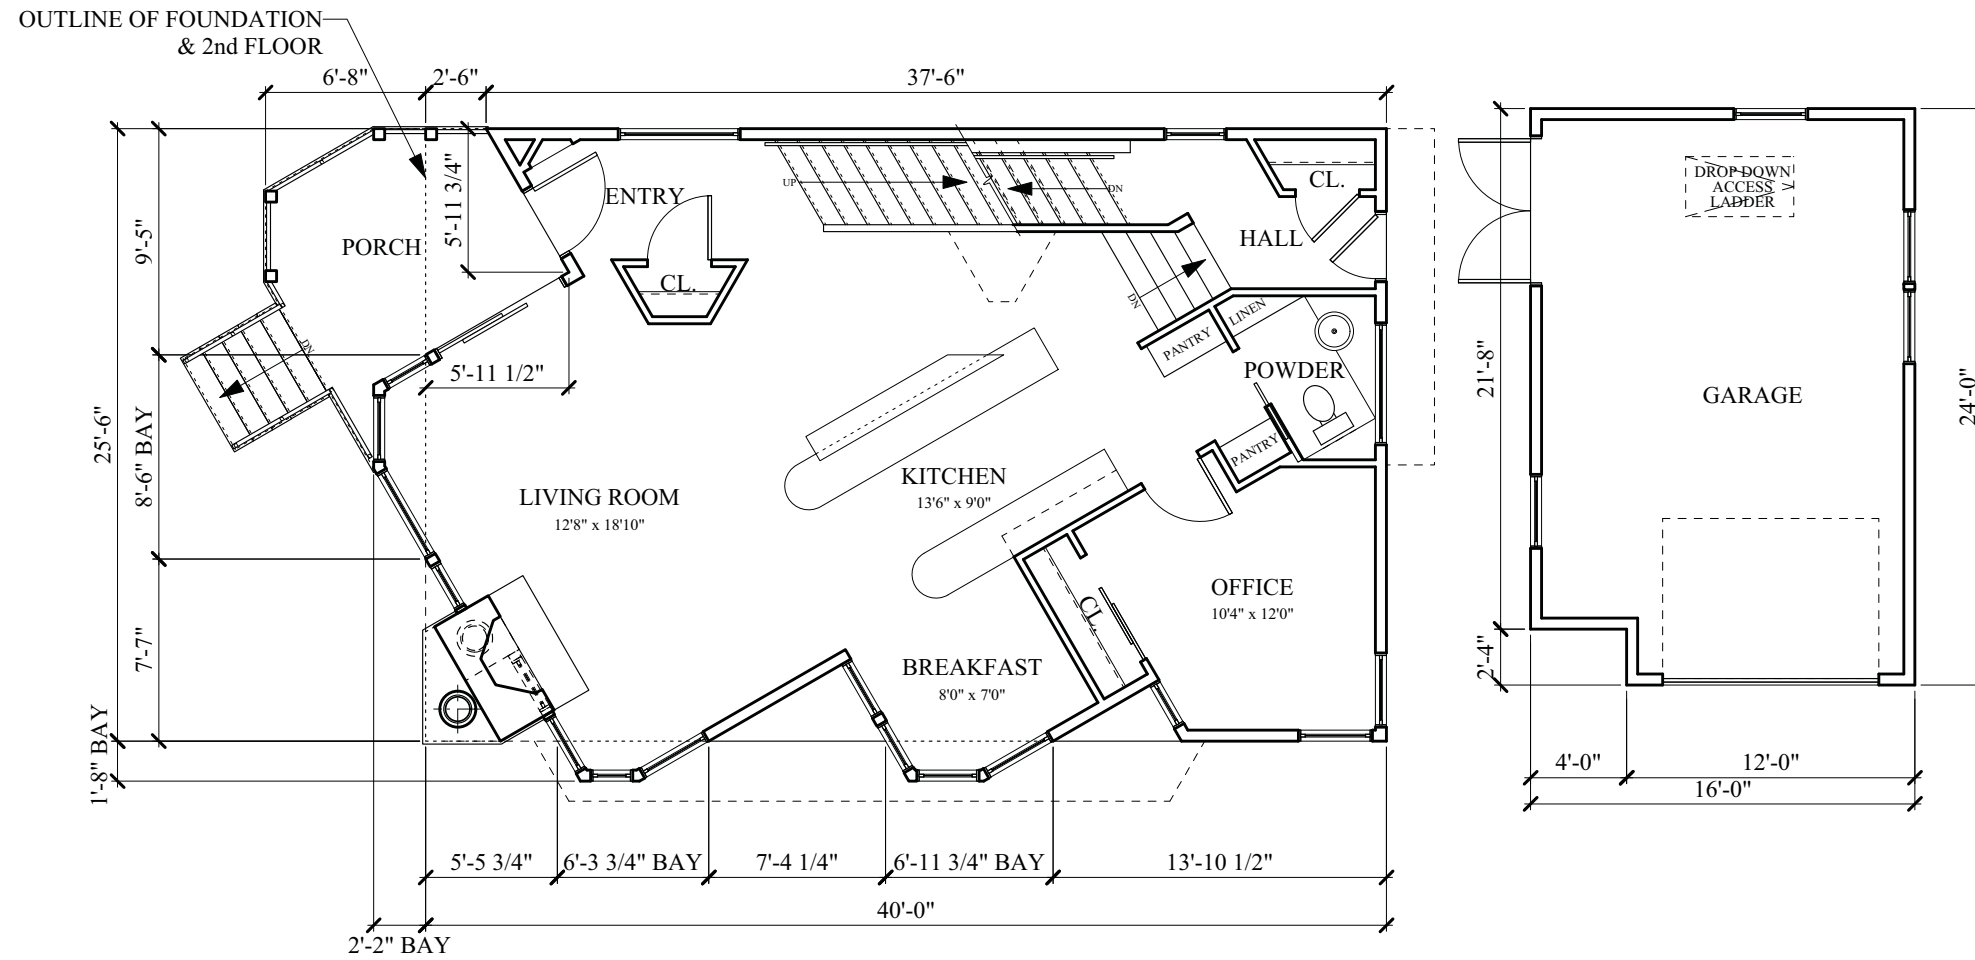 OUTLINE OF FOUNDATION
& 2nd FLOOR
6'-8"
2'-6"
37'-6"
5'-11 3/4"
9'-5"
8'-6" BAY
7'-7"
25'-6"
1'-8" BAY
PORCH
DN
5'-11 1/2"
ENTRY
CL.
UP
DN
DN
HALL
CL.
PANTRY
LINEN
POWDER
PANTRY
LIVING ROOM
12'8" x 18'10"
KITCHEN
13'6" x 9'0"
BREAKFAST
8'0" x 7'0"
CL.
OFFICE
10'4" x 12'0"
5'-5 3/4"
6'-3 3/4" BAY
7'-4 1/4"
6'-11 3/4" BAY
13'-10 1/2"
40'-0"
2'-2" BAY
DROP DOWN
ACCESS
LADDER
GARAGE
21'-8"
2'-4"
24'-0"
4'-0"
12'-0"
16'-0"